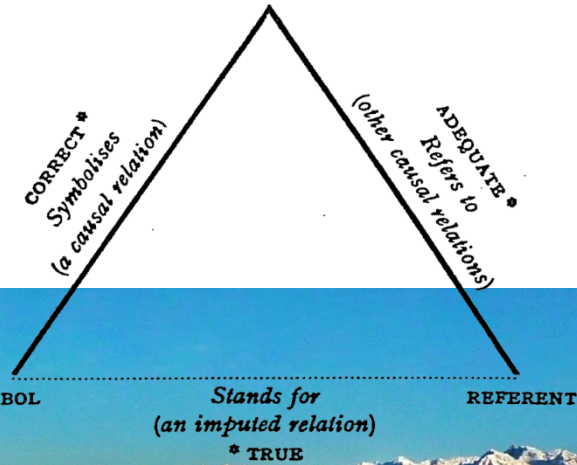 CORRECT *
Symbolises
(a causal relation)
ADEQUATE *
Refers to
(other causal relations)
BOL
REFERENT
Stands for
(an imputed relation)
* TRUE